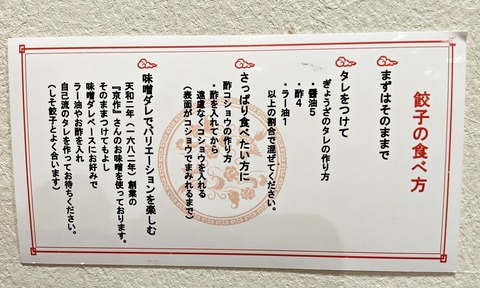 餃子の食べ方
まずはそのままで
タレをつけて
ぎょうざのタレの作り方
・醤油5
・酢4
・ラー油1
以上の割合で混ぜてください。
さっぱり食べたい方に
酢コショウの作り方
・酢を入れてから
遠慮なくコショウを入れる
(表面がコショウでまみれるまで)
味噌ダレでバリエーションを楽しむ
天和二年(一六八二年)創業の
『京作』さんのお味噌を使っております。
そのままつけてもよし
味噌ダレベースにお好みで
ラー油やお酢を入れ
自己流のタレを作ってお待ちください。
(しそ餃子とよく合います)